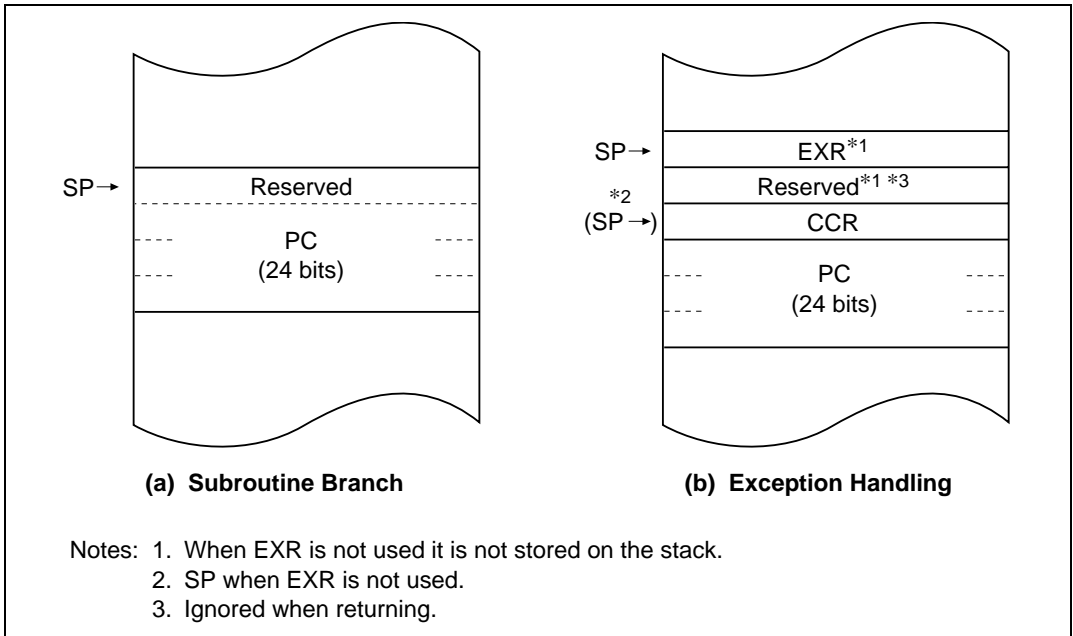 SP→
Reserved
PC
(24 bits)
(a) Subroutine Branch
SP→
EXR*1
Reserved*1 *3
*2
(SP→)
CCR
PC
(24 bits)
(b) Exception Handling
Notes: 1. When EXR is not used it is not stored on the stack.
2. SP when EXR is not used.
3. Ignored when returning.